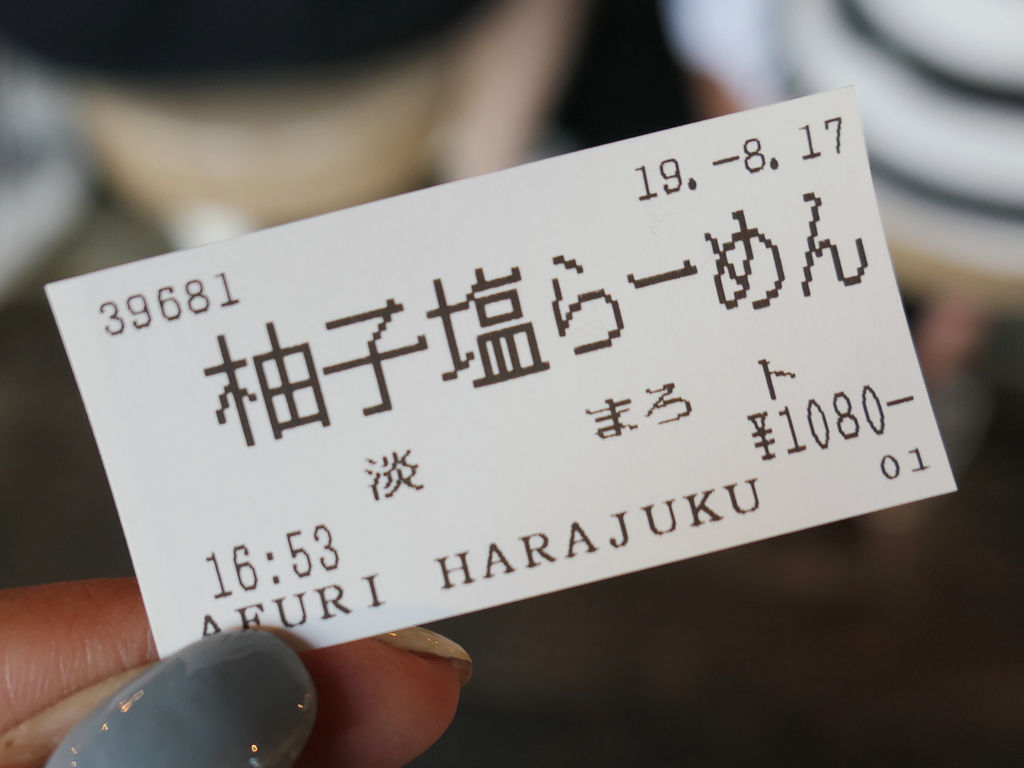 19.-8.17
39681
柚子塩らーめん
淡 まろ ト
¥1080-
16:53 01
AFURI HARAJUKU